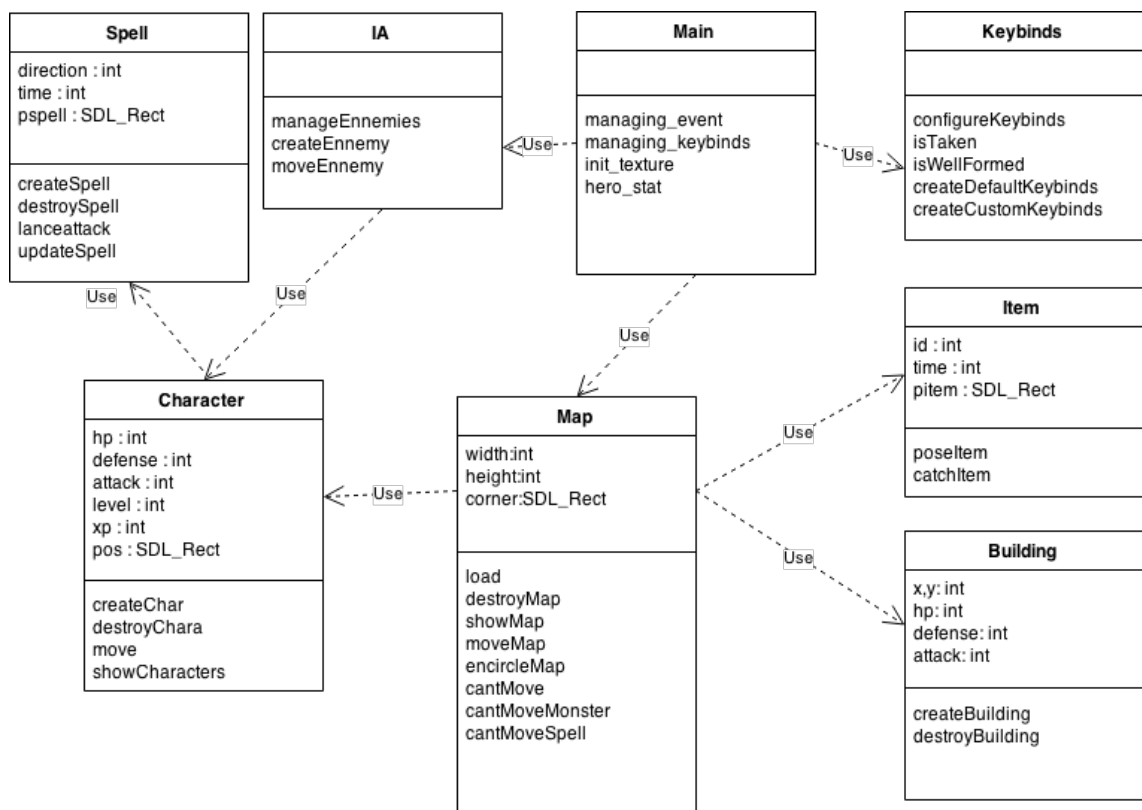 Spell
direction : int
time : int
pspell : SDL_Rect
createSpell
destroySpell
lanceattack
updateSpell
IA
manageEnnemies
createEnnemy
moveEnnemy
Main
managing_event
managing_keybinds
init_texture
hero_stat
Keybinds
configureKeybinds
isTaken
isWellFormed
createDefaultKeybinds
createCustomKeybinds
Use
Use
Use
Use
Use
Character
hp : int
defense : int
attack : int
level : int
xp : int
pos : SDL_Rect
createChar
destroyChara
move
showCharacters
Use
Map
width:int
height:int
corner:SDL_Rect
load
destroyMap
showMap
moveMap
encircleMap
cantMove
cantMoveMonster
cantMoveSpell
Use
Use
Item
id : int
time : int
pitem : SDL_Rect
poseItem
catchItem
Building
x,y: int
hp: int
defense: int
attack: int
createBuilding
destroyBuilding